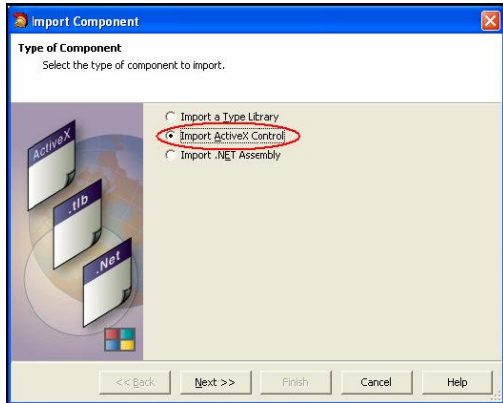 Import Component
Type of Component
Select the type of component to import.
Import a Type Library
Import ActiveX Control
Import .NET Assembly
ActiveX
.tlb
.Net
<< Back
Next >>
Finish
Cancel
Help